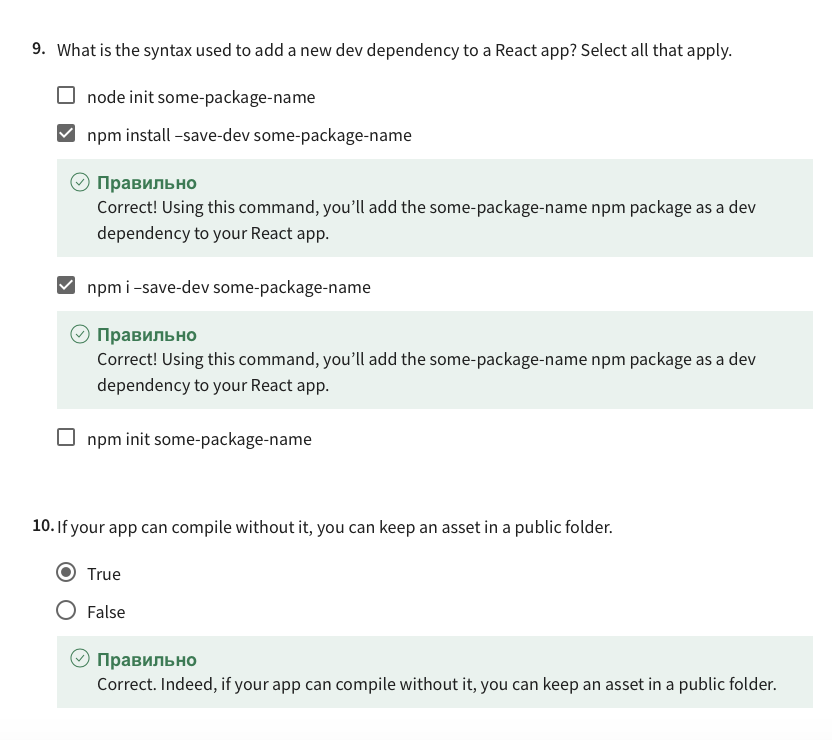 9. What is the syntax used to add a new dev dependency to a React app? Select all that apply.
node init some-package-name
npm install –save-dev some-package-name
Правильно
Correct! Using this command, you’ll add the some-package-name npm package as a dev
dependency to your React app.
npm i –save-dev some-package-name
Правильно
Correct! Using this command, you’ll add the some-package-name npm package as a dev
dependency to your React app.
npm init some-package-name
10. If your app can compile without it, you can keep an asset in a public folder.
True
False
Правильно
Correct. Indeed, if your app can compile without it, you can keep an asset in a public folder.